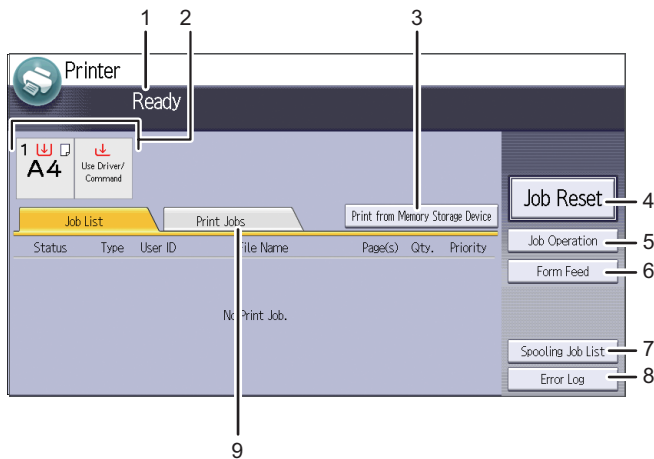 1 2 3
Printer
Ready
1
A4
Use Driver/
Command
Job List
Print Jobs
Print from Memory Storage Device
Status Type User ID File Name Page(s) Qty. Priority
No Print Job.
Job Reset 4
Job Operation 5
Form Feed 6
Spooling Job List 7
Error Log 8
9